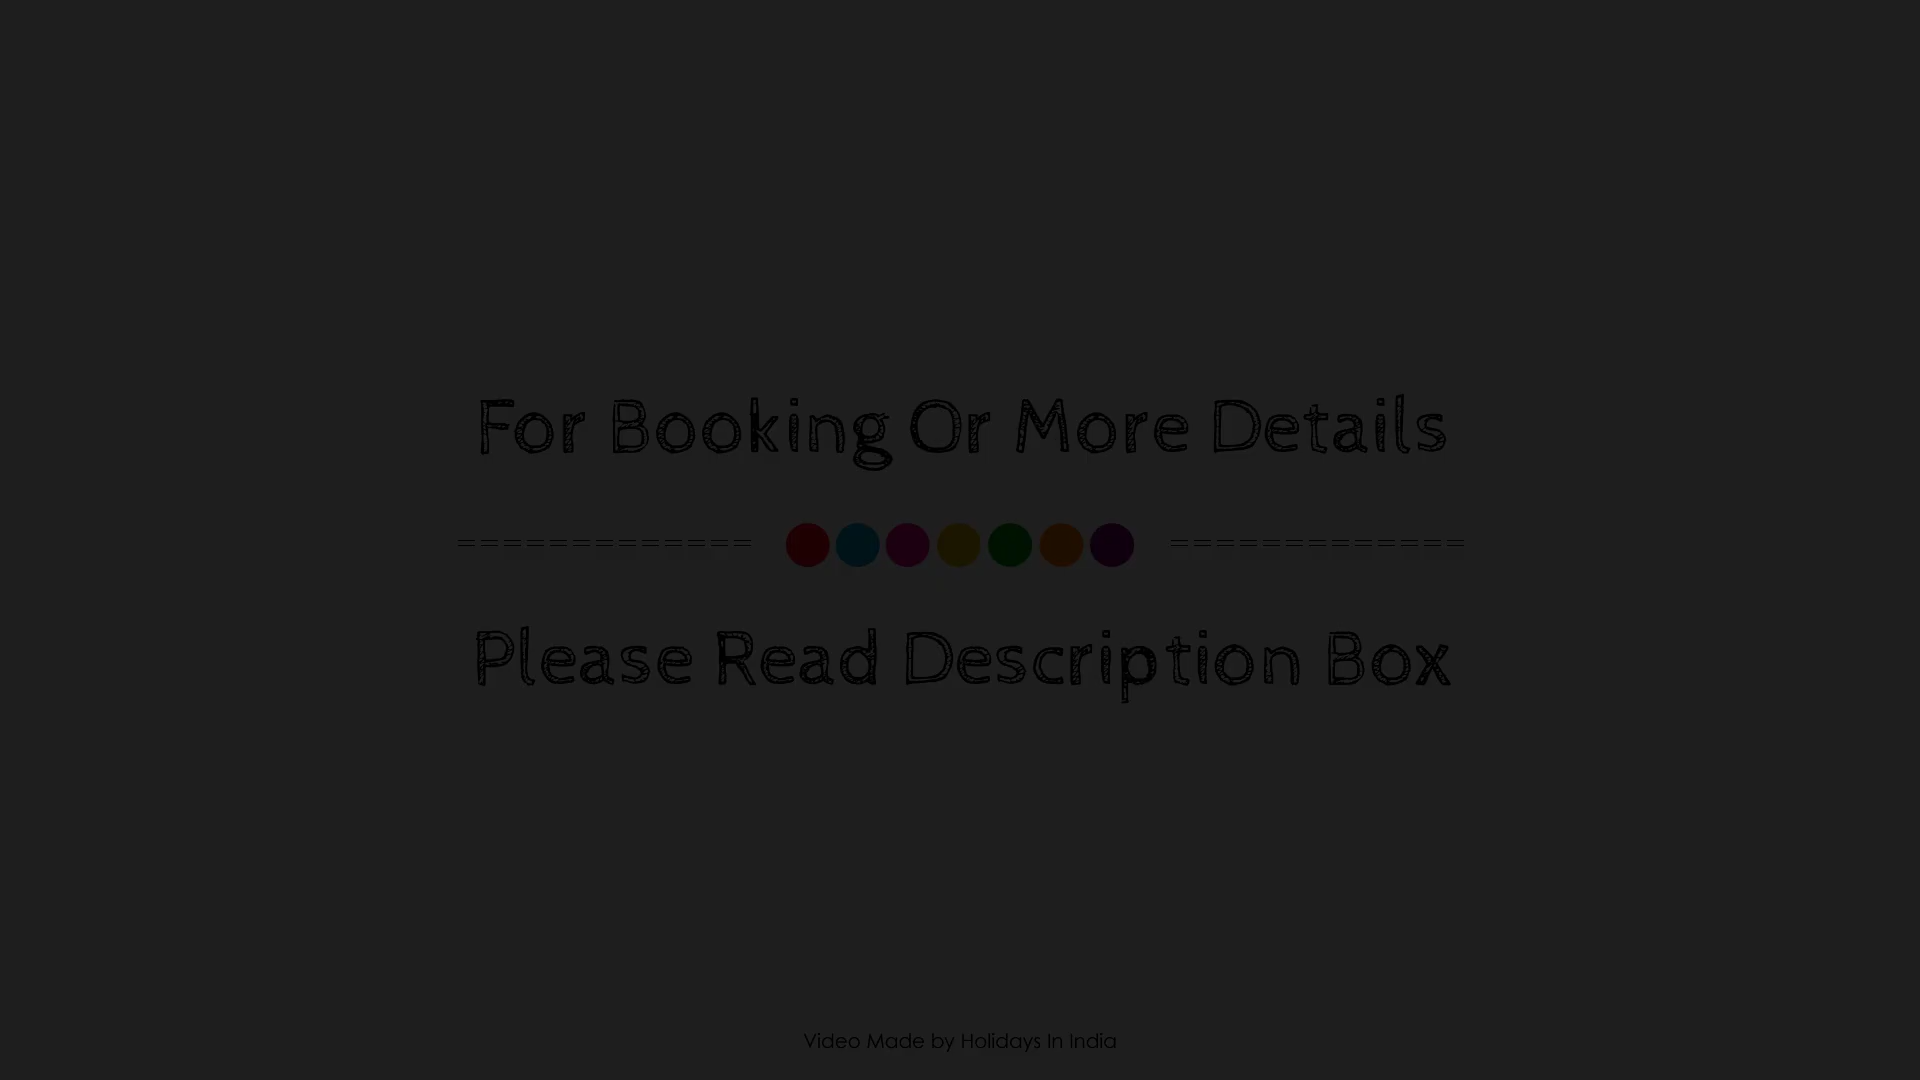 For Booking Or More Details
============= =============
Please Read Description Box
Video Made by Holidays In India